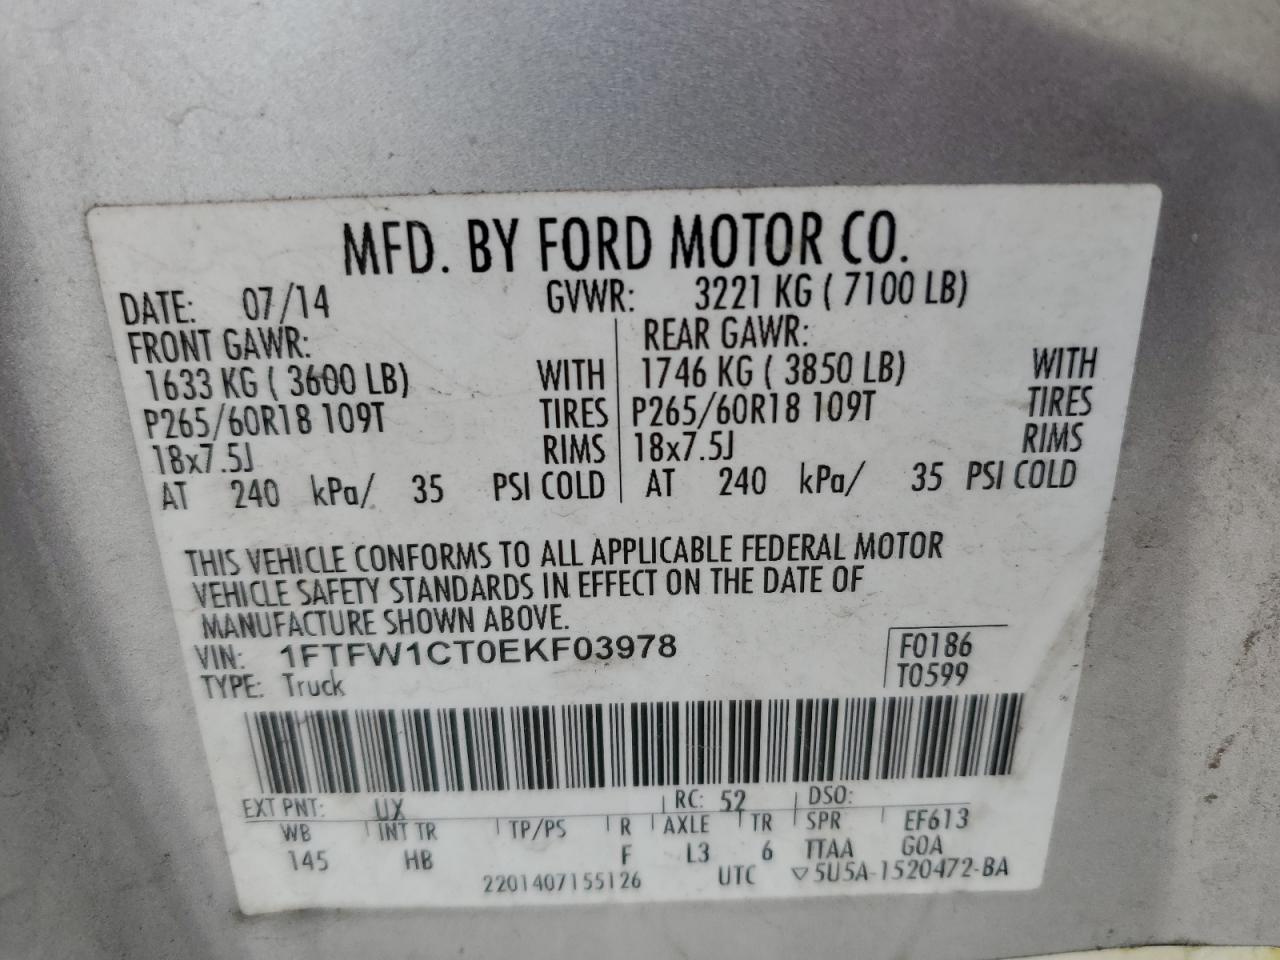 MFD. BY FORD MOTOR CO.
DATE: 07/14 GVWR: 3221 KG ( 7100 LB)
FRONT GAWR: REAR GAWR:
1633 KG ( 3600 LB) WITH 1746 KG ( 3850 LB) WITH
P265/60R18 109T TIRES P265/60R18 109T TIRES
18x7.5J RIMS 18x7.5J RIMS
AT 240 kPa/ 35 PSI COLD AT 240 kPa/ 35 PSI COLD
THIS VEHICLE CONFORMS TO ALL APPLICABLE FEDERAL MOTOR
VEHICLE SAFETY STANDARDS IN EFFECT ON THE DATE OF
MANUFACTURE SHOWN ABOVE.
VIN: 1FTFW1CT0EKF03978 F0186
TYPE: Truck T0599
EXT PNT: UX RC: 52 DSO:
WB INT TR TP/PS R AXLE TR SPR EF613
145 HB F L3 6 TTAA GOA
2201407155126 UTC ▽5U5A-1520472-BA